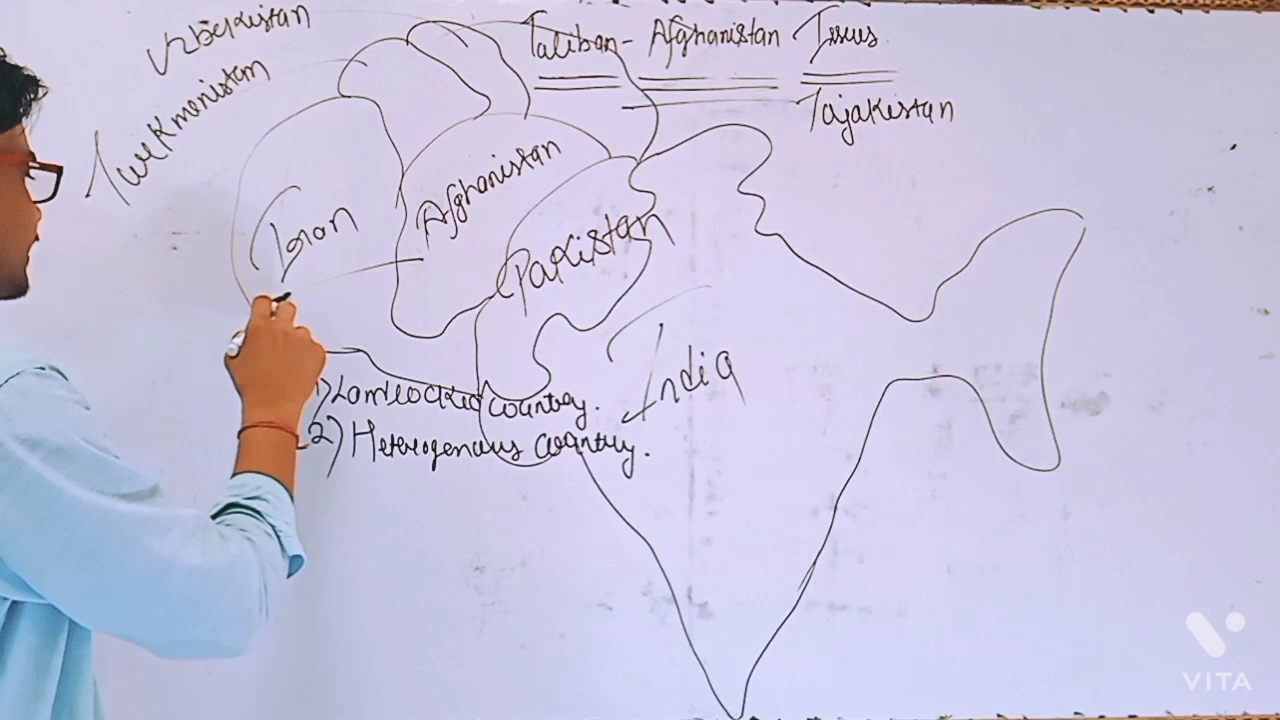 Uzbekistan
Taliban - Afghanistan Issues
Turkmenistan
Tajakistan
Afghanistan
Iran
Pakistan
India
1) Landlocked country.
2) Heterogenous country.
VITA